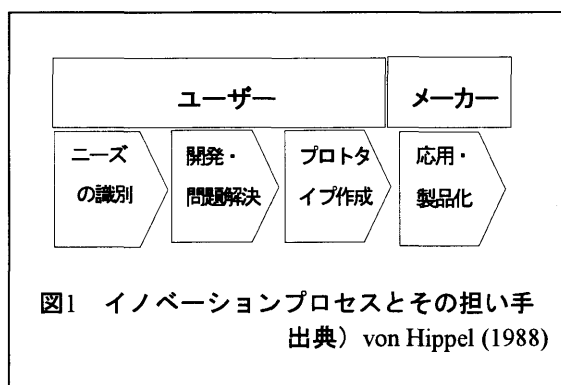 ユーザー メーカー
ニーズ 開発・ プロトタ 応用・
の識別 問題解決 イプ作成 製品化
図1 イノベーションプロセスとその担い手
出典）von Hippel (1988)